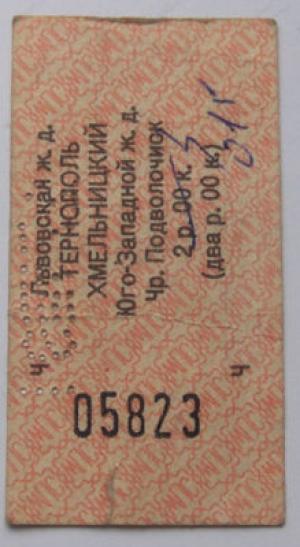 Львовская ж. д.
ТЕРНОПОЛЬ
ХМЕЛЬНИЦКИЙ
Юго-Западной ж. д.
Чр. Подволочиск
2 р. 00 к.
(два р. 00 к.)
Ч Ч
05823